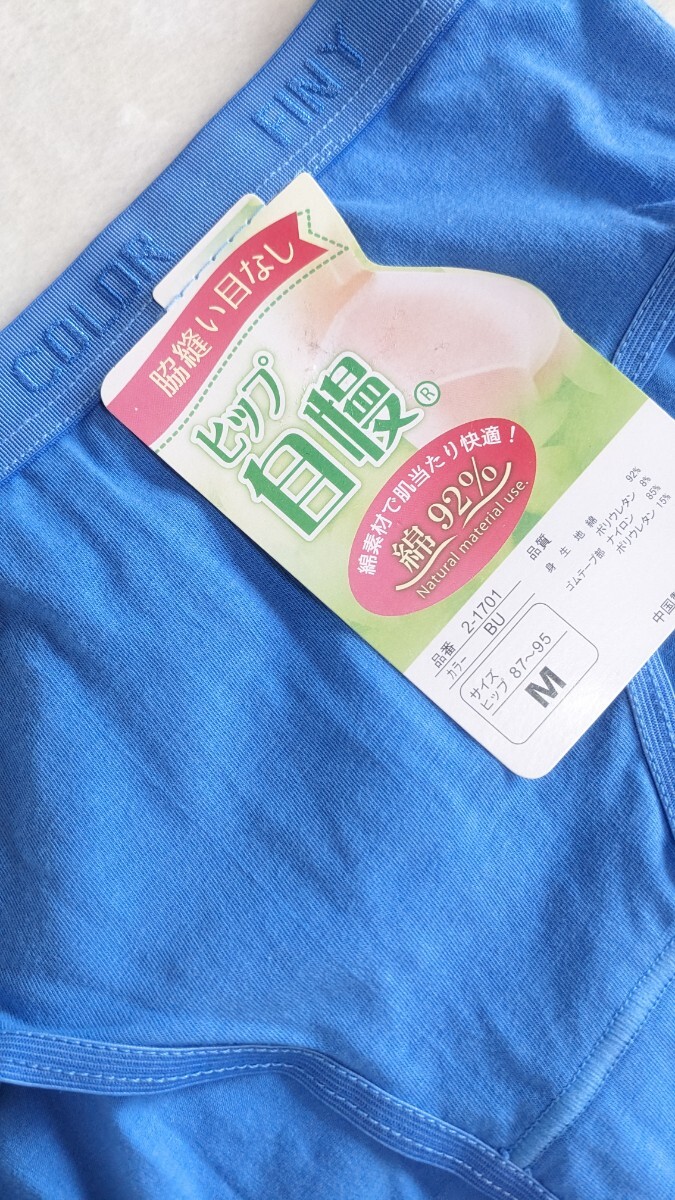 COLOR
FINY
脇縫い目なし
ヒップ
自慢®
綿素材で肌当たり快適！
綿 92%
Natural material use.
品番 2-1701
カラー BU
サイズ
ヒップ 87～95
M
品質
身生地 綿 92%
ポリウレタン 8%
ゴムテープ部 ナイロン 85%
ポリウレタン 15%
中国